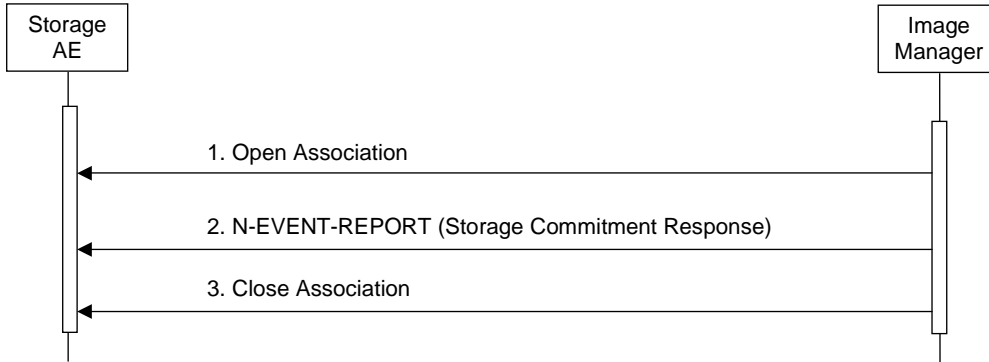 Storage
AE
Image
Manager
1. Open Association
2. N-EVENT-REPORT (Storage Commitment Response)
3. Close Association